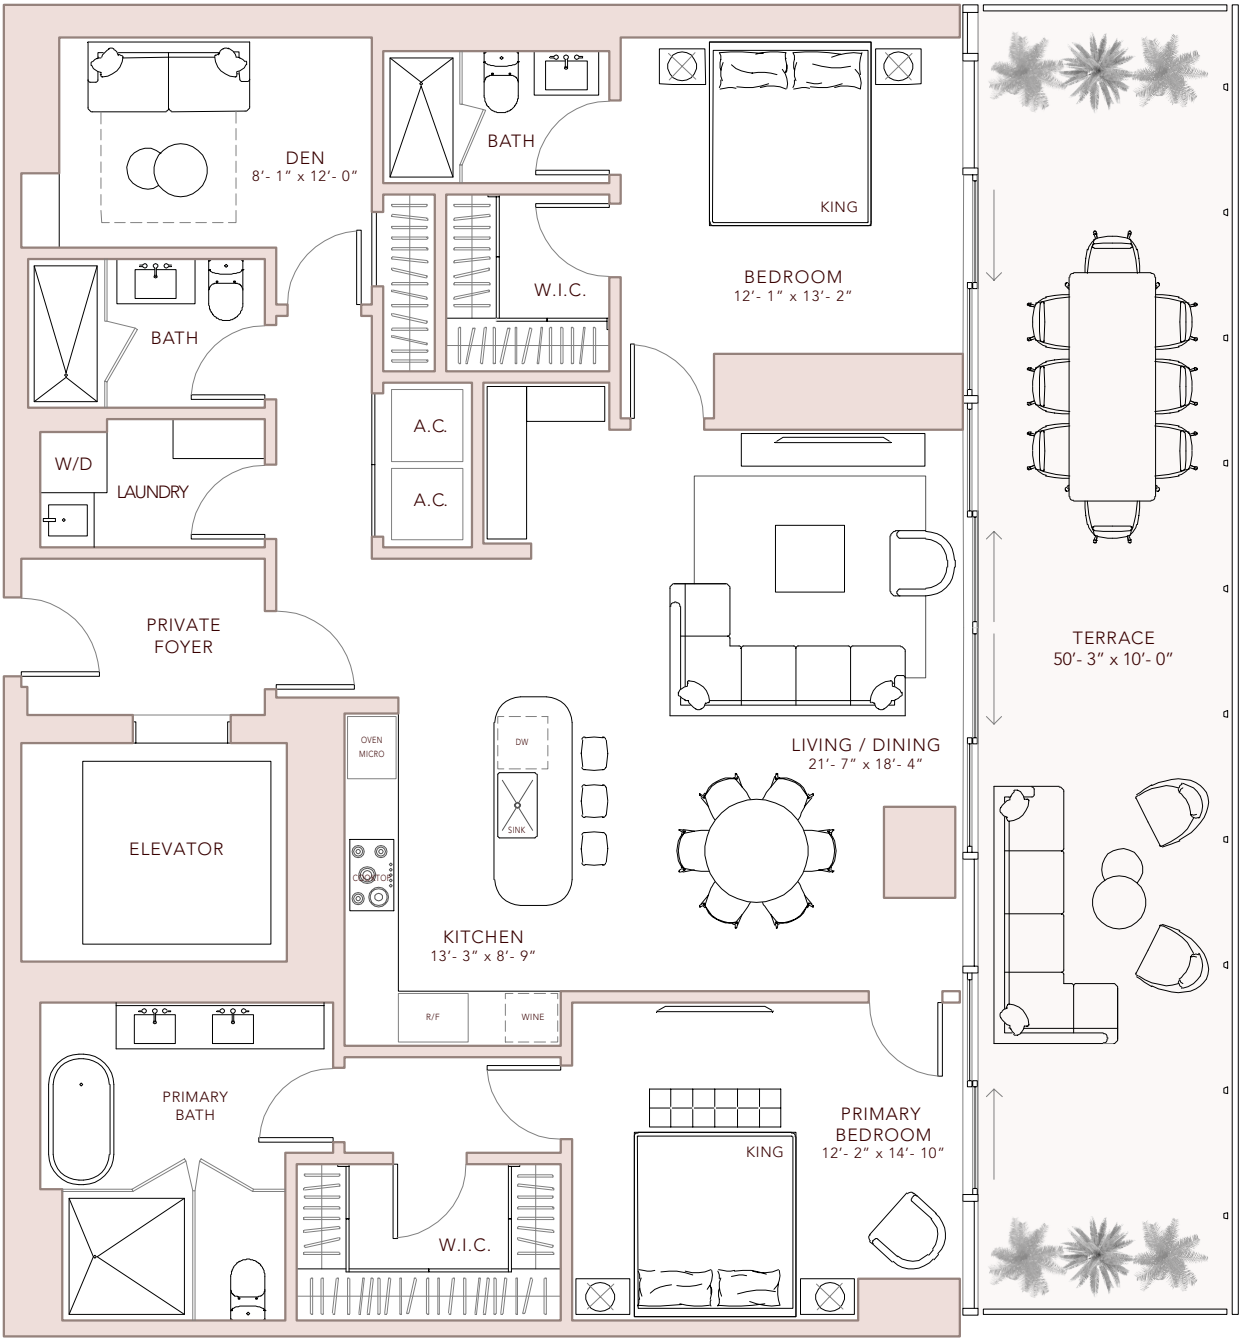 DEN
8'- 1" x 12'- 0"
BATH
KING
W.I.C.
BEDROOM
12'- 1" x 13'- 2"
BATH
A.C.
W/D
LAUNDRY
A.C.
PRIVATE
FOYER
TERRACE
50'- 3" x 10'- 0"
OVEN
MICRO
DW
LIVING / DINING
21'- 7" x 18'- 4"
SINK
ELEVATOR
COOKTOP
KITCHEN
13'- 3" x 8'- 9"
R/F
WINE
PRIMARY
BATH
PRIMARY
BEDROOM
12'- 2" x 14'- 10"
KING
W.I.C.